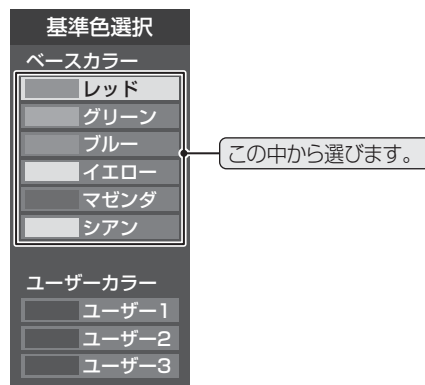 基準色選択
ベースカラー
レッド
グリーン
ブルー
イエロー
マゼンダ
シアン
この中から選びます。
ユーザーカラー
ユーザー1
ユーザー2
ユーザー3